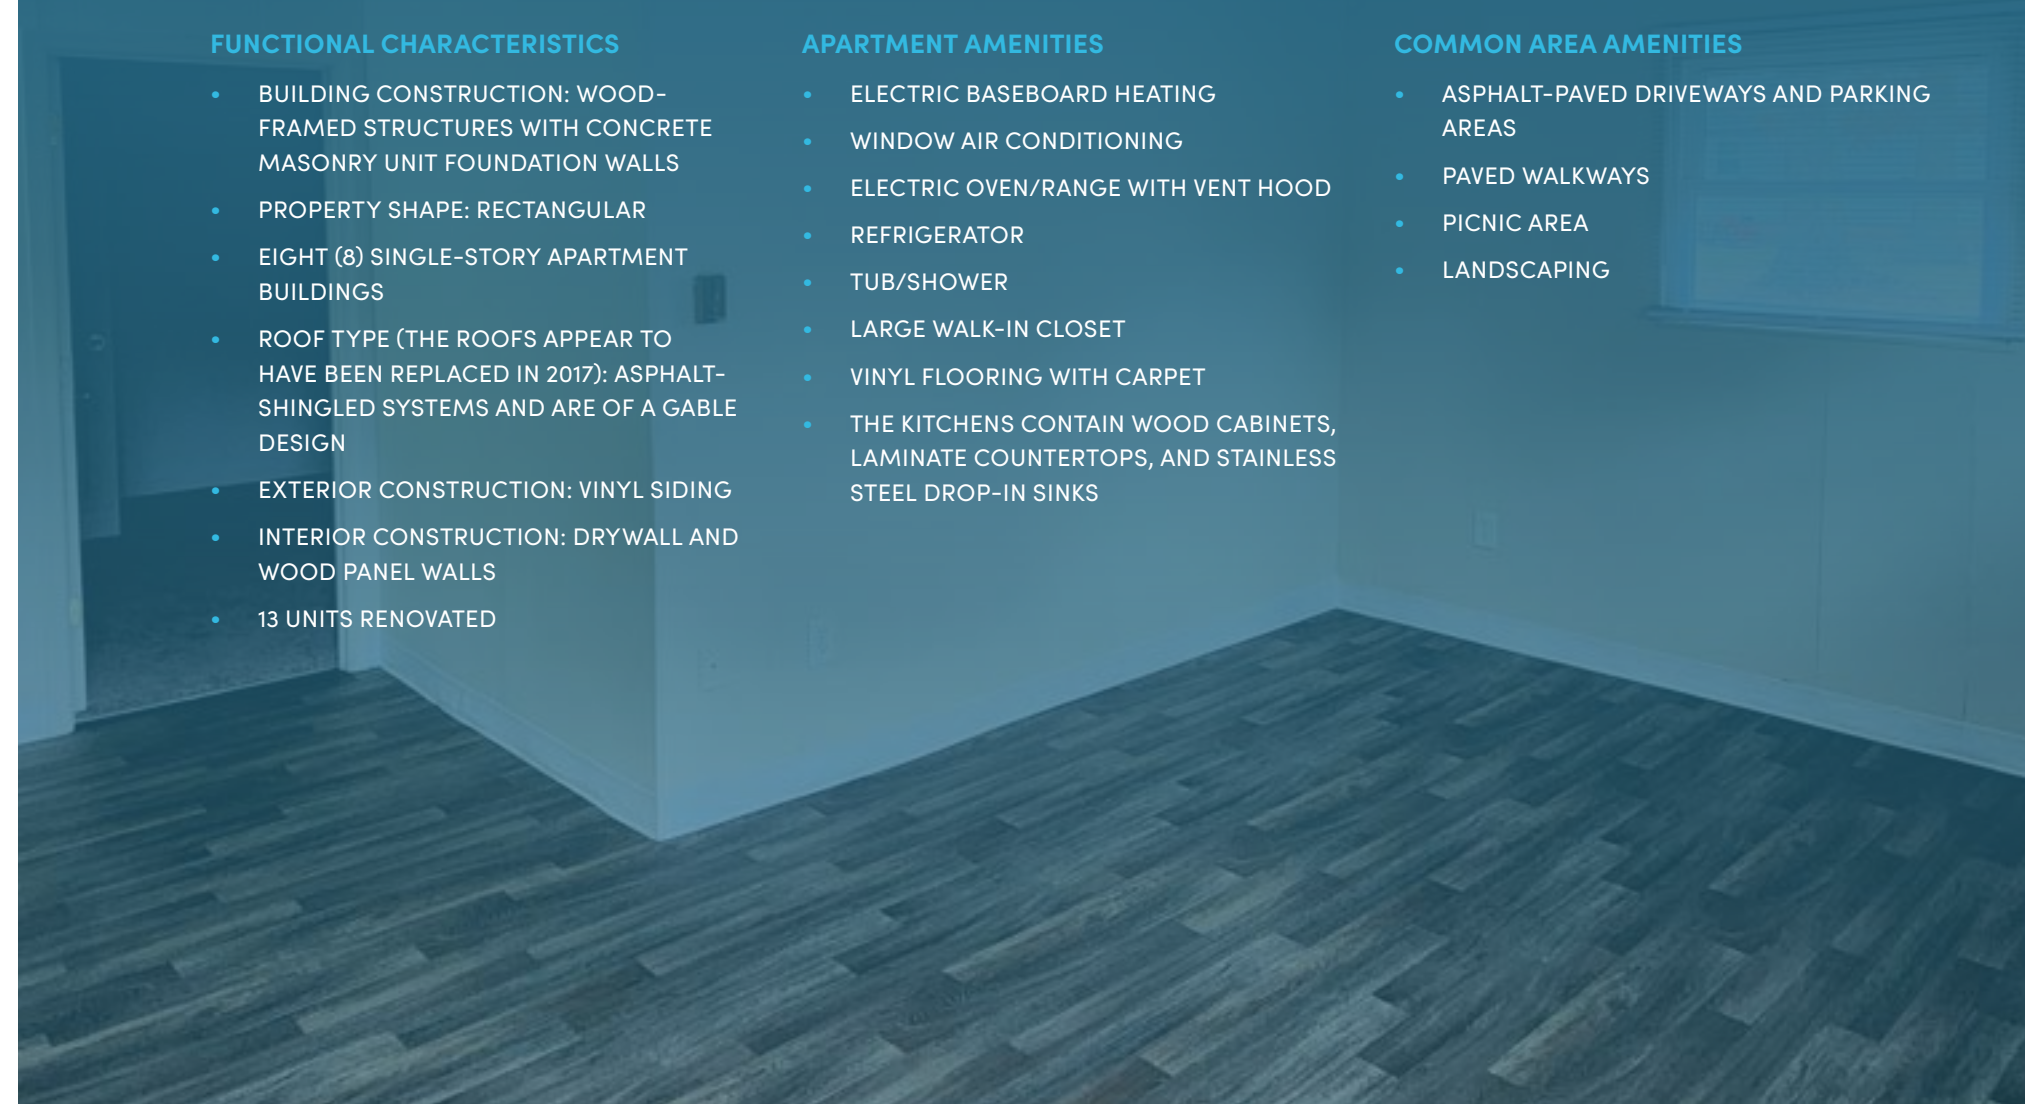 FUNCTIONAL CHARACTERISTICS
• BUILDING CONSTRUCTION: WOOD-
FRAMED STRUCTURES WITH CONCRETE
MASONRY UNIT FOUNDATION WALLS
• PROPERTY SHAPE: RECTANGULAR
• EIGHT (8) SINGLE-STORY APARTMENT
BUILDINGS
• ROOF TYPE (THE ROOFS APPEAR TO
HAVE BEEN REPLACED IN 2017): ASPHALT-
SHINGLED SYSTEMS AND ARE OF A GABLE
DESIGN
• EXTERIOR CONSTRUCTION: VINYL SIDING
• INTERIOR CONSTRUCTION: DRYWALL AND
WOOD PANEL WALLS
• 13 UNITS RENOVATED
APARTMENT AMENITIES
• ELECTRIC BASEBOARD HEATING
• WINDOW AIR CONDITIONING
• ELECTRIC OVEN/RANGE WITH VENT HOOD
• REFRIGERATOR
• TUB/SHOWER
• LARGE WALK-IN CLOSET
• VINYL FLOORING WITH CARPET
• THE KITCHENS CONTAIN WOOD CABINETS,
LAMINATE COUNTERTOPS, AND STAINLESS
STEEL DROP-IN SINKS
COMMON AREA AMENITIES
• ASPHALT-PAVED DRIVEWAYS AND PARKING
AREAS
• PAVED WALKWAYS
• PICNIC AREA
• LANDSCAPING